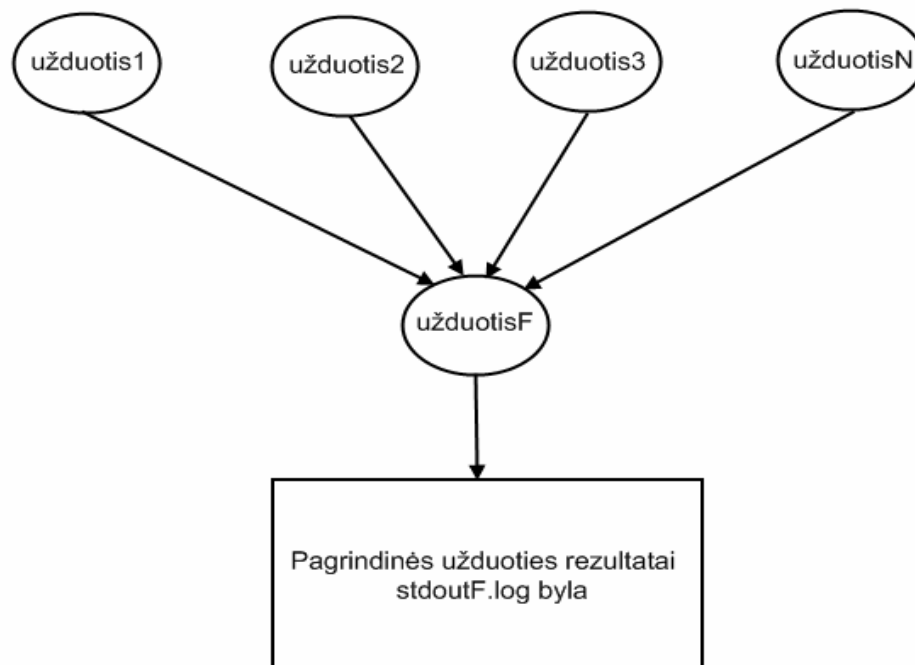 užduotis1
užduotis2
užduotis3
užduotisN
užduotisF
Pagrindinės užduoties rezultatai
stdoutF.log byla